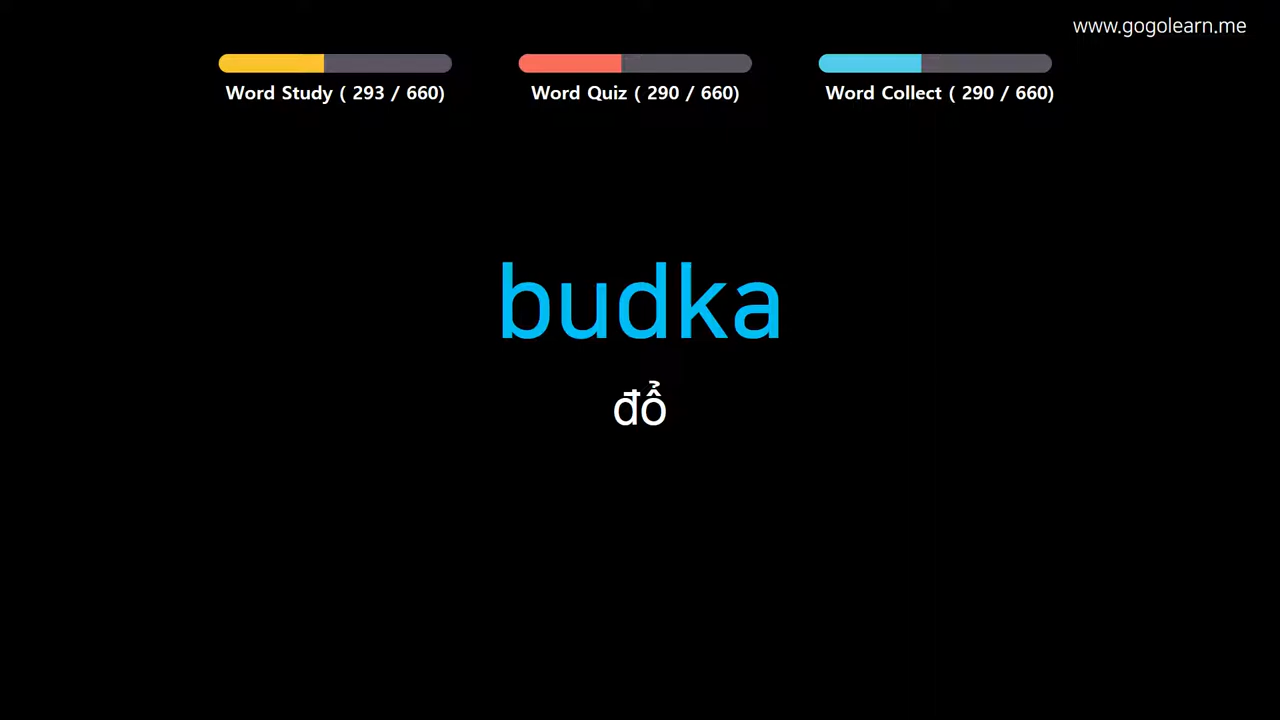 www.gogolearn.me
Word Study ( 293 / 660)
Word Quiz ( 290 / 660)
Word Collect ( 290 / 660)
budka
đổ